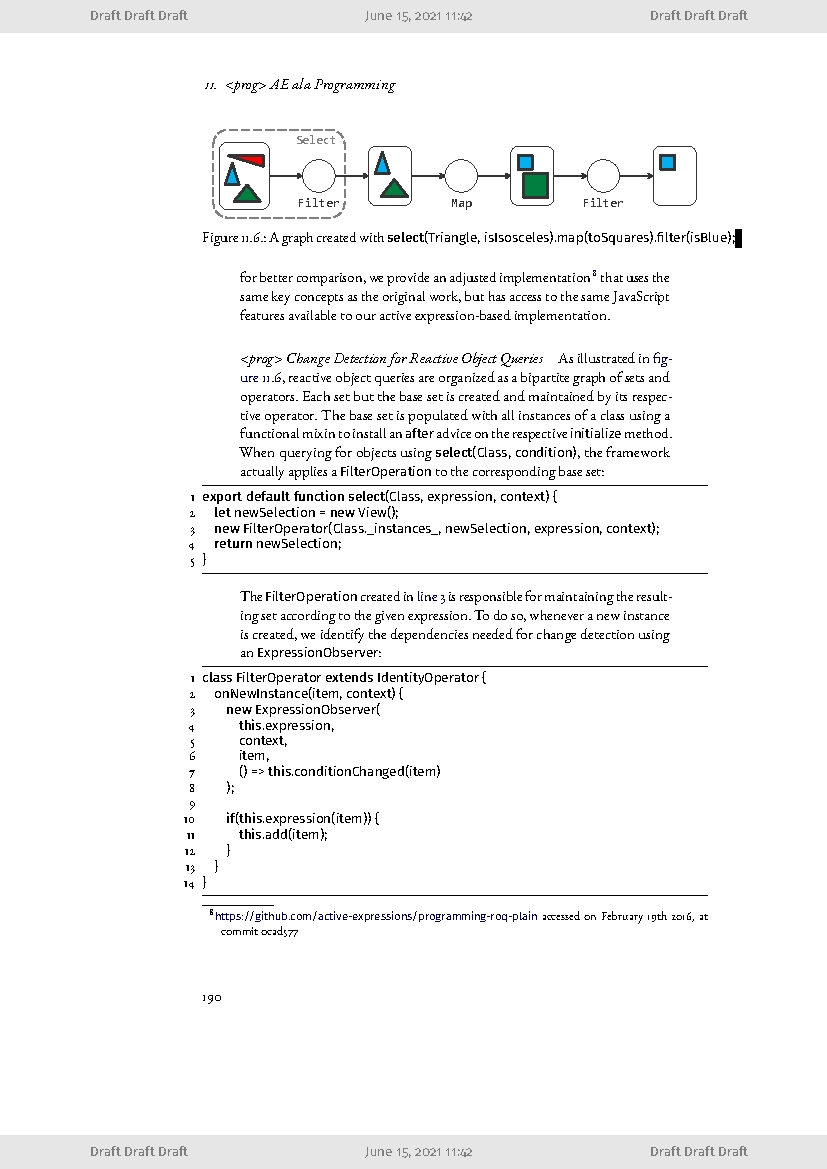 Draft Draft Draft June 15, 2021 11:42 Draft Draft Draft
11. <prog> AE ala Programming
Select
Filter Map Filter
Figure 11.6.: A graph created with select(Triangle, isIsosceles).map(toSquares).filter(isBlue);
for better comparison, we provide an adjusted implementation8 that uses the
same key concepts as the original work, but has access to the same JavaScript
features available to our active expression-based implementation.
<prog> Change Detection for Reactive Object Queries As illustrated in fig-
ure 11.6, reactive object queries are organized as a bipartite graph of sets and
operators. Each set but the base set is created and maintained by its respec-
tive operator. The base set is populated with all instances of a class using a
functional mixin to install an after advice on the respective initialize method.
When querying for objects using select(Class, condition), the framework
actually applies a FilterOperation to the corresponding base set:
1 export default function select(Class, expression, context) {
2 let newSelection = new View();
3 new FilterOperator(Class._instances_, newSelection, expression, context);
4 return newSelection;
5 }
The FilterOperation created in line 3 is responsible for maintaining the result-
ing set according to the given expression. To do so, whenever a new instance
is created, we identify the dependencies needed for change detection using
an ExpressionObserver:
1 class FilterOperator extends IdentityOperator {
2 onNewInstance(item, context) {
3 new ExpressionObserver(
4 this.expression,
5 context,
6 item,
7 () => this.conditionChanged(item)
8 );
9
10 if(this.expression(item)) {
11 this.add(item);
12 }
13 }
14 }
8 https://github.com/active-expressions/programming-roq-plain accessed on February 19th 2016, at
commit 0cad577
190
Draft Draft Draft June 15, 2021 11:42 Draft Draft Draft